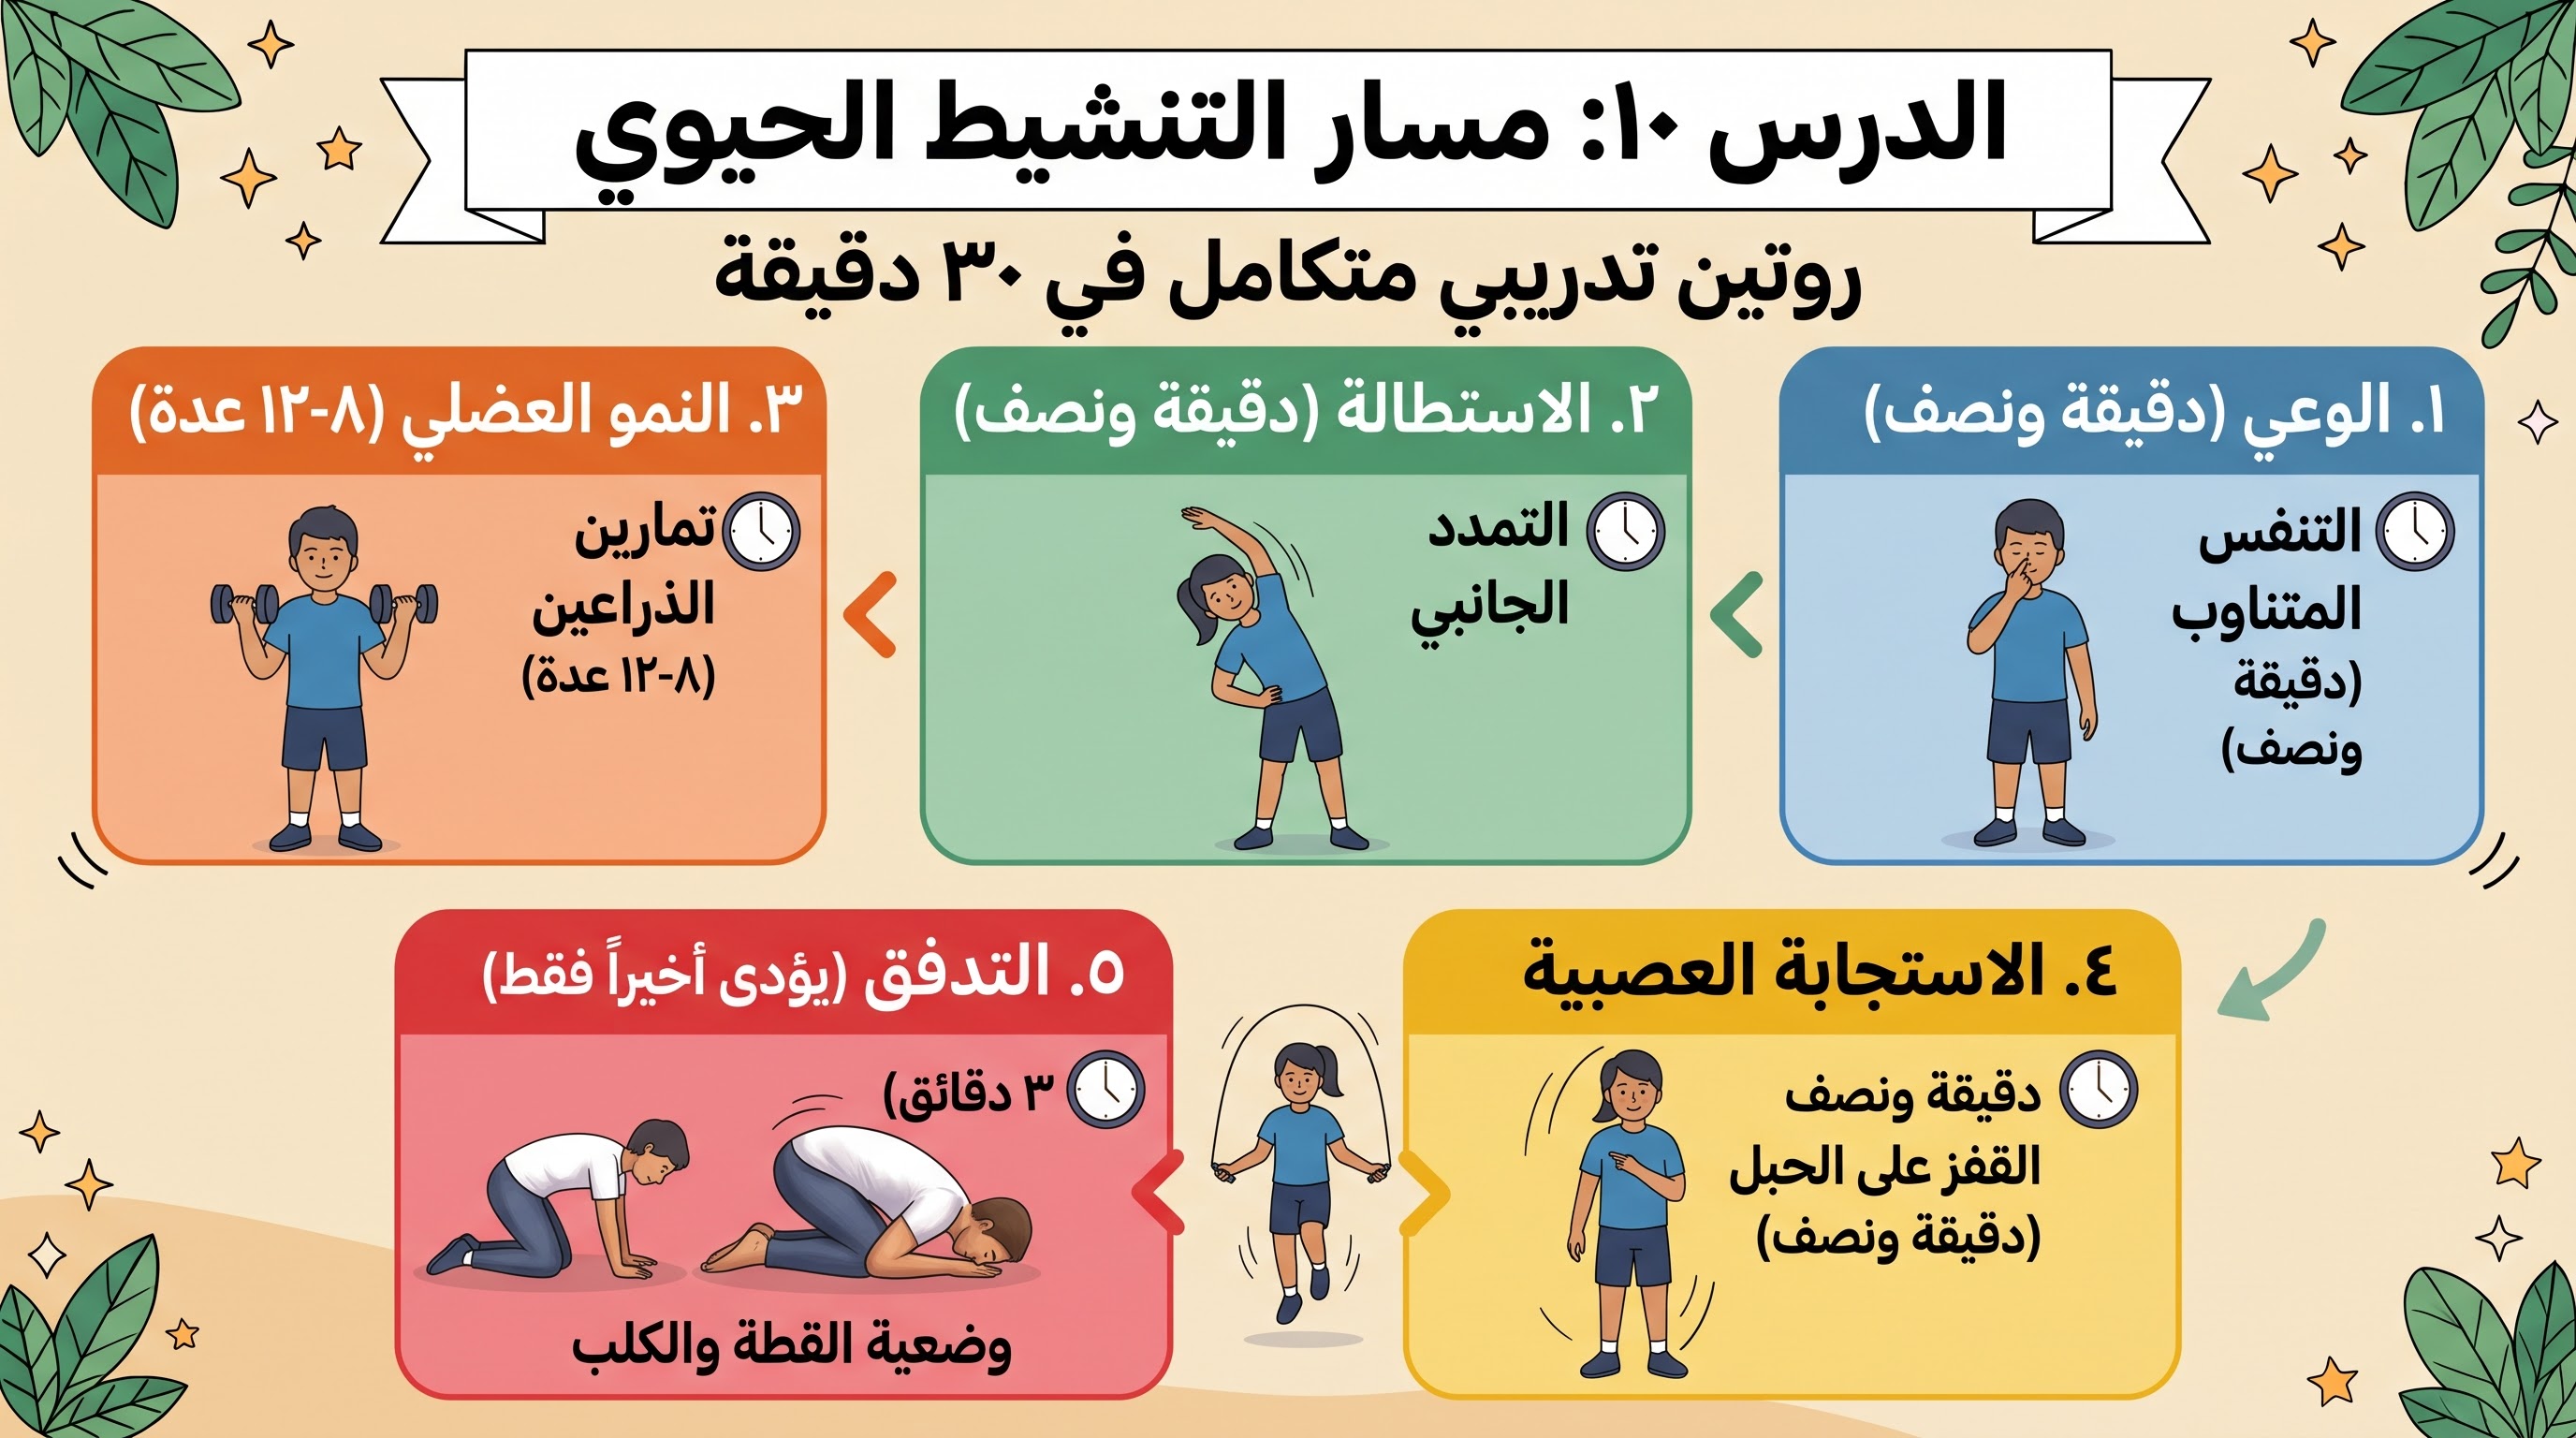 الدرس ١٠: مسار التنشيط الحيوي
روتين تدريبي متكامل في ٣٠ دقيقة
١. الوعي (دقيقة ونصف)
التنفس
المتناوب
(دقيقة
ونصف)
٢. الاستطالة (دقيقة ونصف)
التمدد
الجانبي
٣. النمو العضلي (٨-١٢ عدة)
تمارين
الذراعين
(٨-١٢ عدة)
٤. الاستجابة العصبية
دقيقة ونصف
القفز على الحبل
(دقيقة ونصف)
٥. التدفق (يؤدى أخيراً فقط)
٣ دقائق)
وضعية القطة والكلب